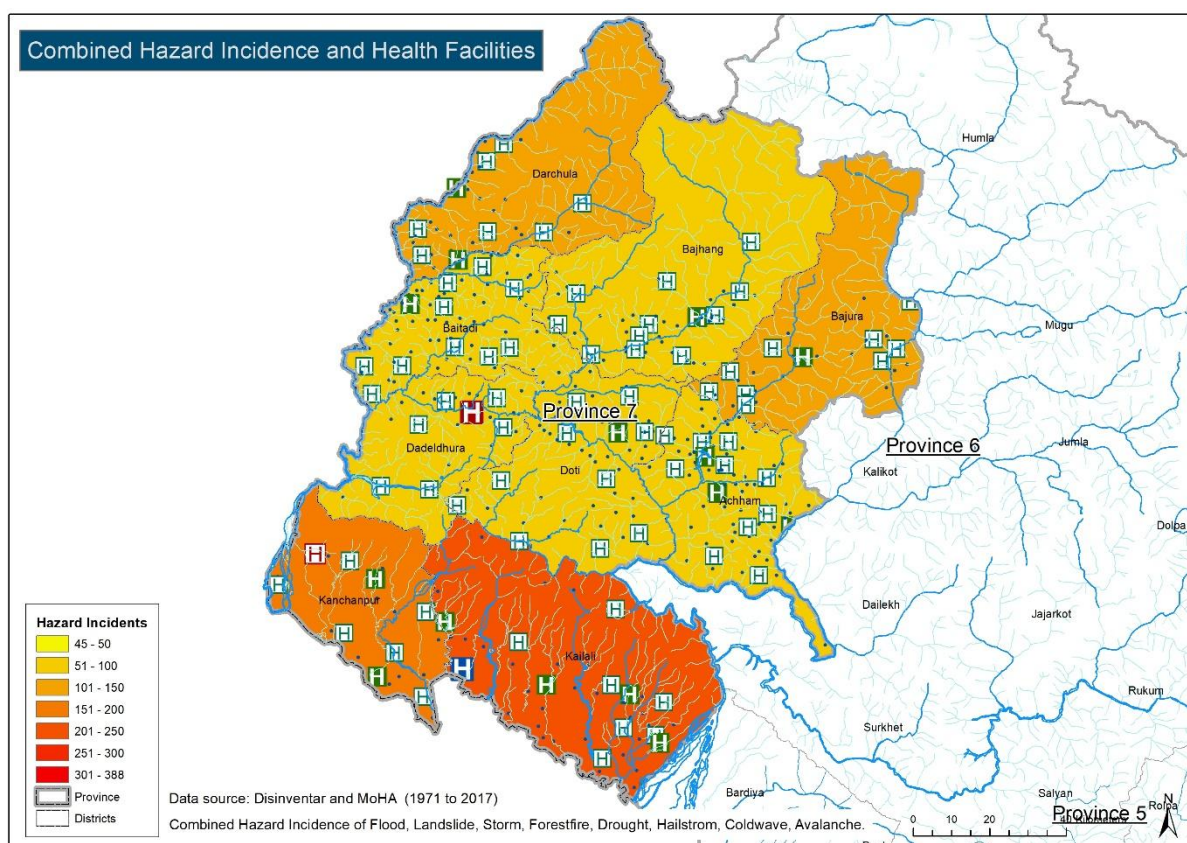 Combined Hazard Incidence and Health Facilities
Humla
Darchula
Bajhang
Bajura
Mugu
Baitadi
Province 7
Dadeldhura
Doti
Province 6
Jumla
Kalikot
Achham
Dolpa
Kanchanpur
Dailekh
Jajarkot
Kailali
Rukum
Surkhet
Bardiya
Salyan
Rolpa
Province 5
Hazard Incidents
45 - 50
51 - 100
101 - 150
151 - 200
201 - 250
251 - 300
301 - 388
Province
Districts
Data source: Disinventar and MoHA (1971 to 2017)
Combined Hazard Incidence of Flood, Landslide, Storm, Forestfire, Drought, Hailstrom, Coldwave, Avalanche.
N
0 10 20 40 Kilometers